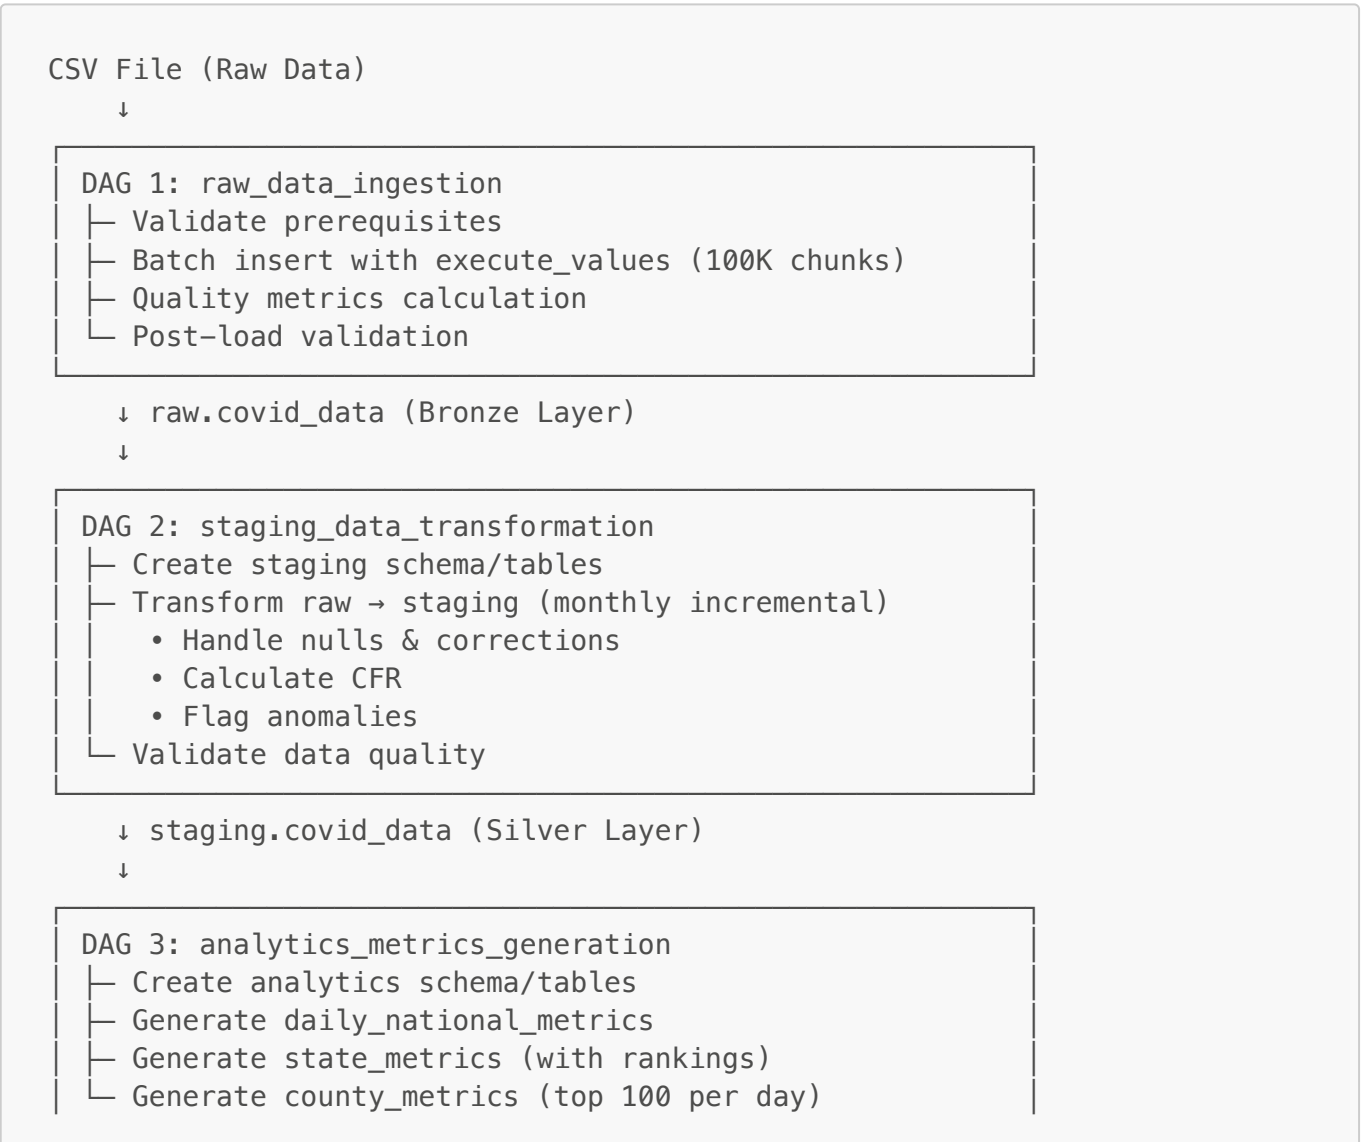 CSV File (Raw Data)
↓
DAG 1: raw_data_ingestion
├─ Validate prerequisites
├─ Batch insert with execute_values (100K chunks)
├─ Quality metrics calculation
└─ Post-load validation
↓ raw.covid_data (Bronze Layer)
↓
DAG 2: staging_data_transformation
├─ Create staging schema/tables
├─ Transform raw → staging (monthly incremental)
│ • Handle nulls & corrections
│ • Calculate CFR
│ • Flag anomalies
└─ Validate data quality
↓ staging.covid_data (Silver Layer)
↓
DAG 3: analytics_metrics_generation
├─ Create analytics schema/tables
├─ Generate daily_national_metrics
├─ Generate state_metrics (with rankings)
└─ Generate county_metrics (top 100 per day)